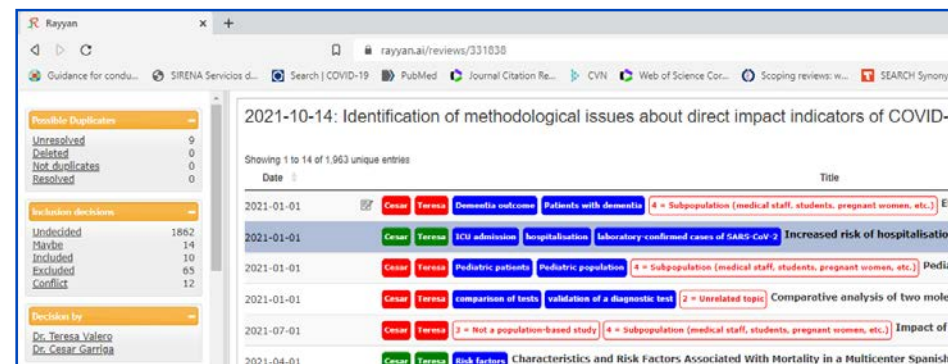 Rayyan × +
rayyan.ai/reviews/331838
Guidance for condu... SIRENA Servicios d... Search | COVID-19 PubMed Journal Citation Re... CVN Web of Science Cor... Scoping reviews: w... SEARCH Synony
Possible Duplicates −
Unresolved 9
Deleted 0
Not duplicates 0
Resolved 0
Inclusion decisions −
Undecided 1862
Maybe 14
Included 10
Excluded 65
Conflict 12
Decision by −
Dr. Teresa Valero
Dr. Cesar Garriga
2021-10-14: Identification of methodological issues about direct impact indicators of COVID-
Showing 1 to 14 of 1,963 unique entries
Date Title
2021-01-01 Cesar Teresa Dementia outcome Patients with dementia 4 = Subpopulation (medical staff, students, pregnant women, etc.) E
2021-01-01 Cesar Teresa ICU admission hospitalisation laboratory-confirmed cases of SARS-CoV-2 Increased risk of hospitalisatio
2021-01-01 Cesar Teresa Pediatric patients Pediatric population 4 = Subpopulation (medical staff, students, pregnant women, etc.) Pedi
2021-01-01 Cesar Teresa comparison of tests validation of a diagnostic test 2 = Unrelated topic Comparative analysis of two mole
2021-07-01 Cesar Teresa 3 = Not a population-based study 4 = Subpopulation (medical staff, students, pregnant women, etc.) Impact of
2021-04-01 Cesar Teresa Risk factors Characteristics and Risk Factors Associated With Mortality in a Multicenter Spanish